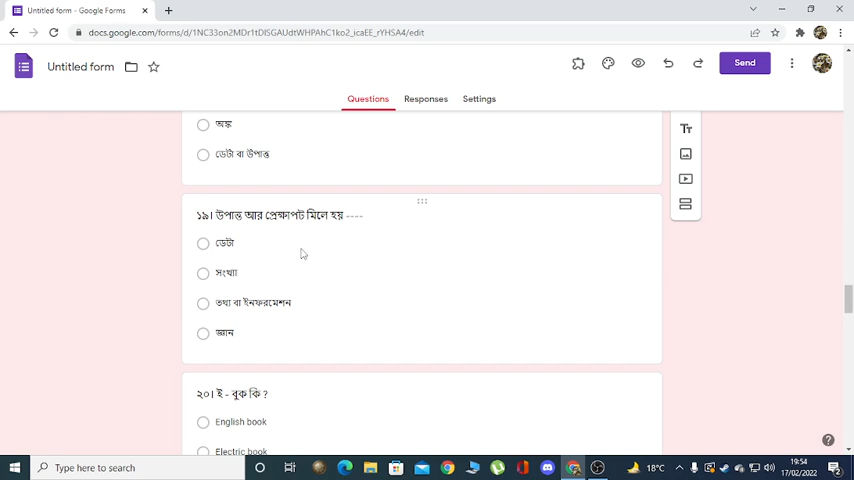 Untitled form - Google Forms
docs.google.com/forms/d/1NC33on2MDr1tDlSGAUdtWHPAhC1ko2_icaEE_rYHSA4/edit
Untitled form
Send
Questions Responses Settings
অঙ্ক
ডেটা বা উপাত্ত
১৯। উপাত্ত আর প্রেক্ষাপট মিলে হয় ----
ডেটা
সংখ্যা
তথ্য বা ইনফরমেশন
জ্ঞান
২০। ই - বুক কি ?
English book
Electric book
Type here to search
18°C
19:54
17/02/2022